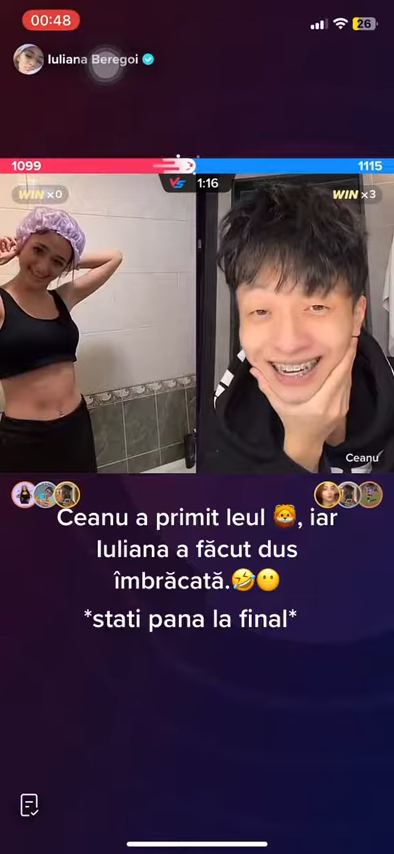 00:48
26
Iuliana Beregoi
1099
1115
VS 1:16
WIN ×0
WIN ×3
Ceanu
Ceanu a primit leul 🦁, iar
Iuliana a făcut dus
îmbrăcată.🤣😶
*stati pana la final*